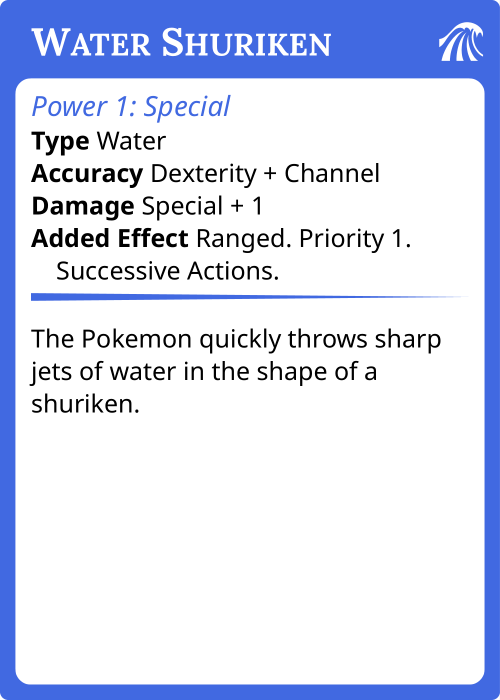 Water Shuriken
Power 1: Special
Type Water
Accuracy Dexterity + Channel
Damage Special + 1
Added Effect Ranged. Priority 1.
Successive Actions.
The Pokemon quickly throws sharp
jets of water in the shape of a
shuriken.